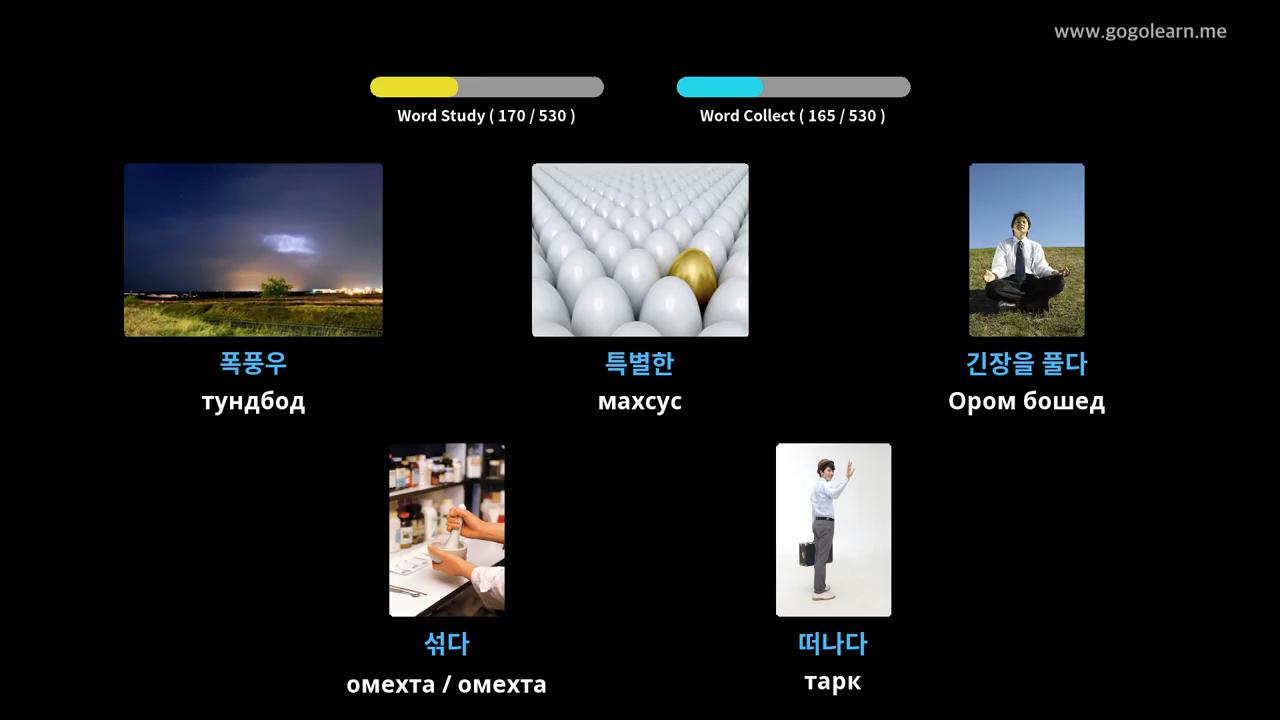 www.gogolearn.me
Word Study ( 170 / 530 )
Word Collect ( 165 / 530 )
폭풍우
тундбод
특별한
махсус
긴장을 풀다
Ором бошед
섞다
омехта / омехта
떠나다
тарк